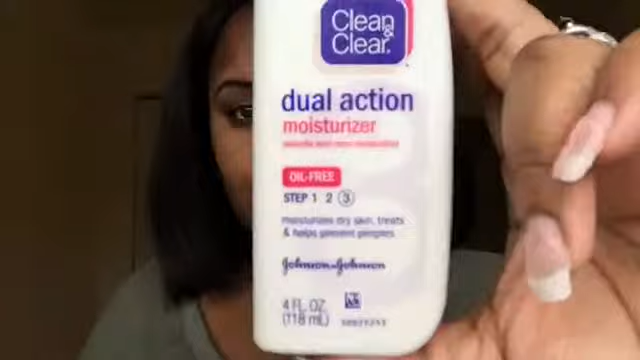 Clean &
Clear.
dual action
moisturizer
OIL-FREE
STEP 1 2 3
moisturizes dry skin, treats
& helps prevent pimples
Johnson & Johnson
4 FL. OZ.
(118 mL)